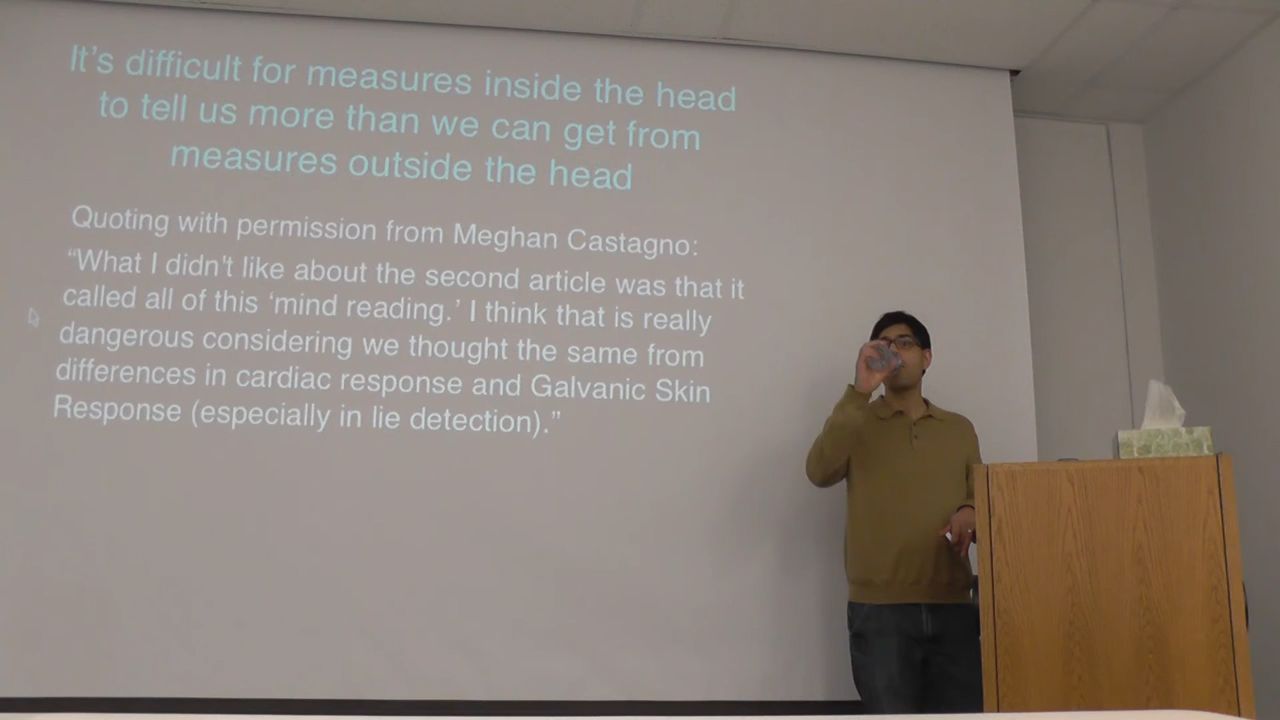 It's difficult for measures inside the head
to tell us more than we can get from
measures outside the head
Quoting with permission from Meghan Castagno:
“What I didn't like about the second article was that it
called all of this ‘mind reading.’ I think that is really
dangerous considering we thought the same from
differences in cardiac response and Galvanic Skin
Response (especially in lie detection).”